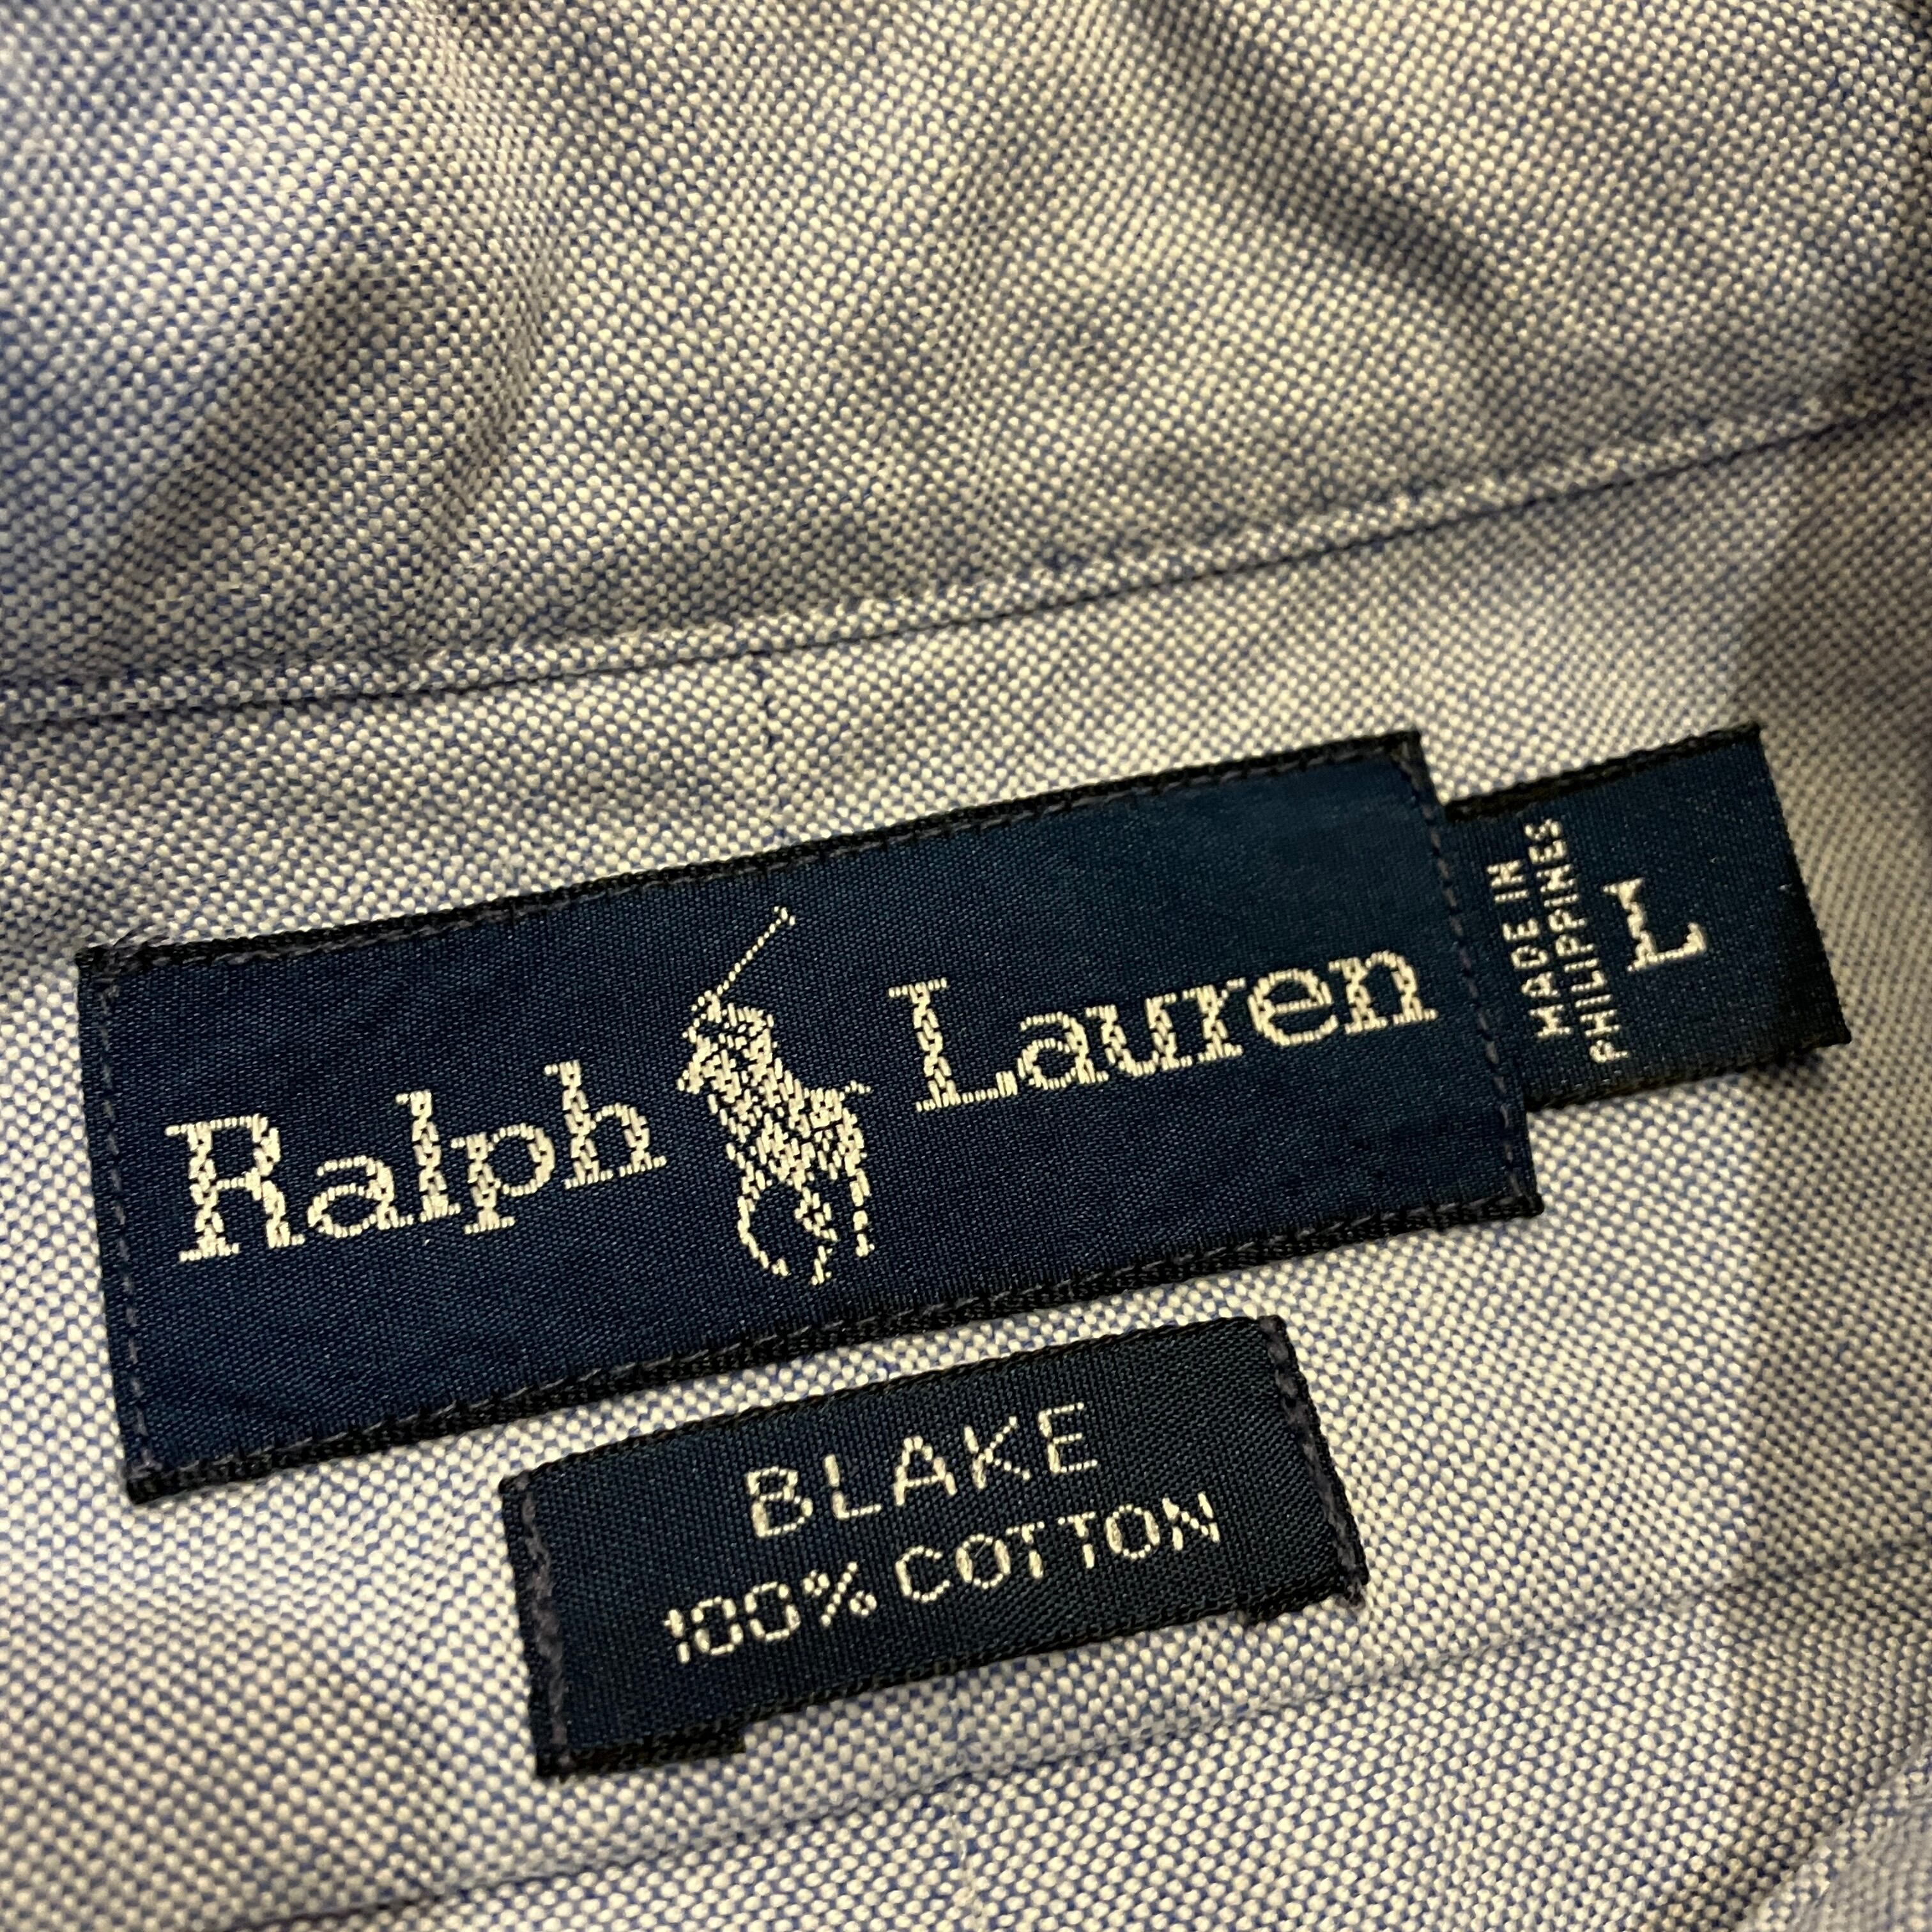 Ralph Lauren
MADE IN
PHILIPPINES
L
BLAKE
100% COTTON